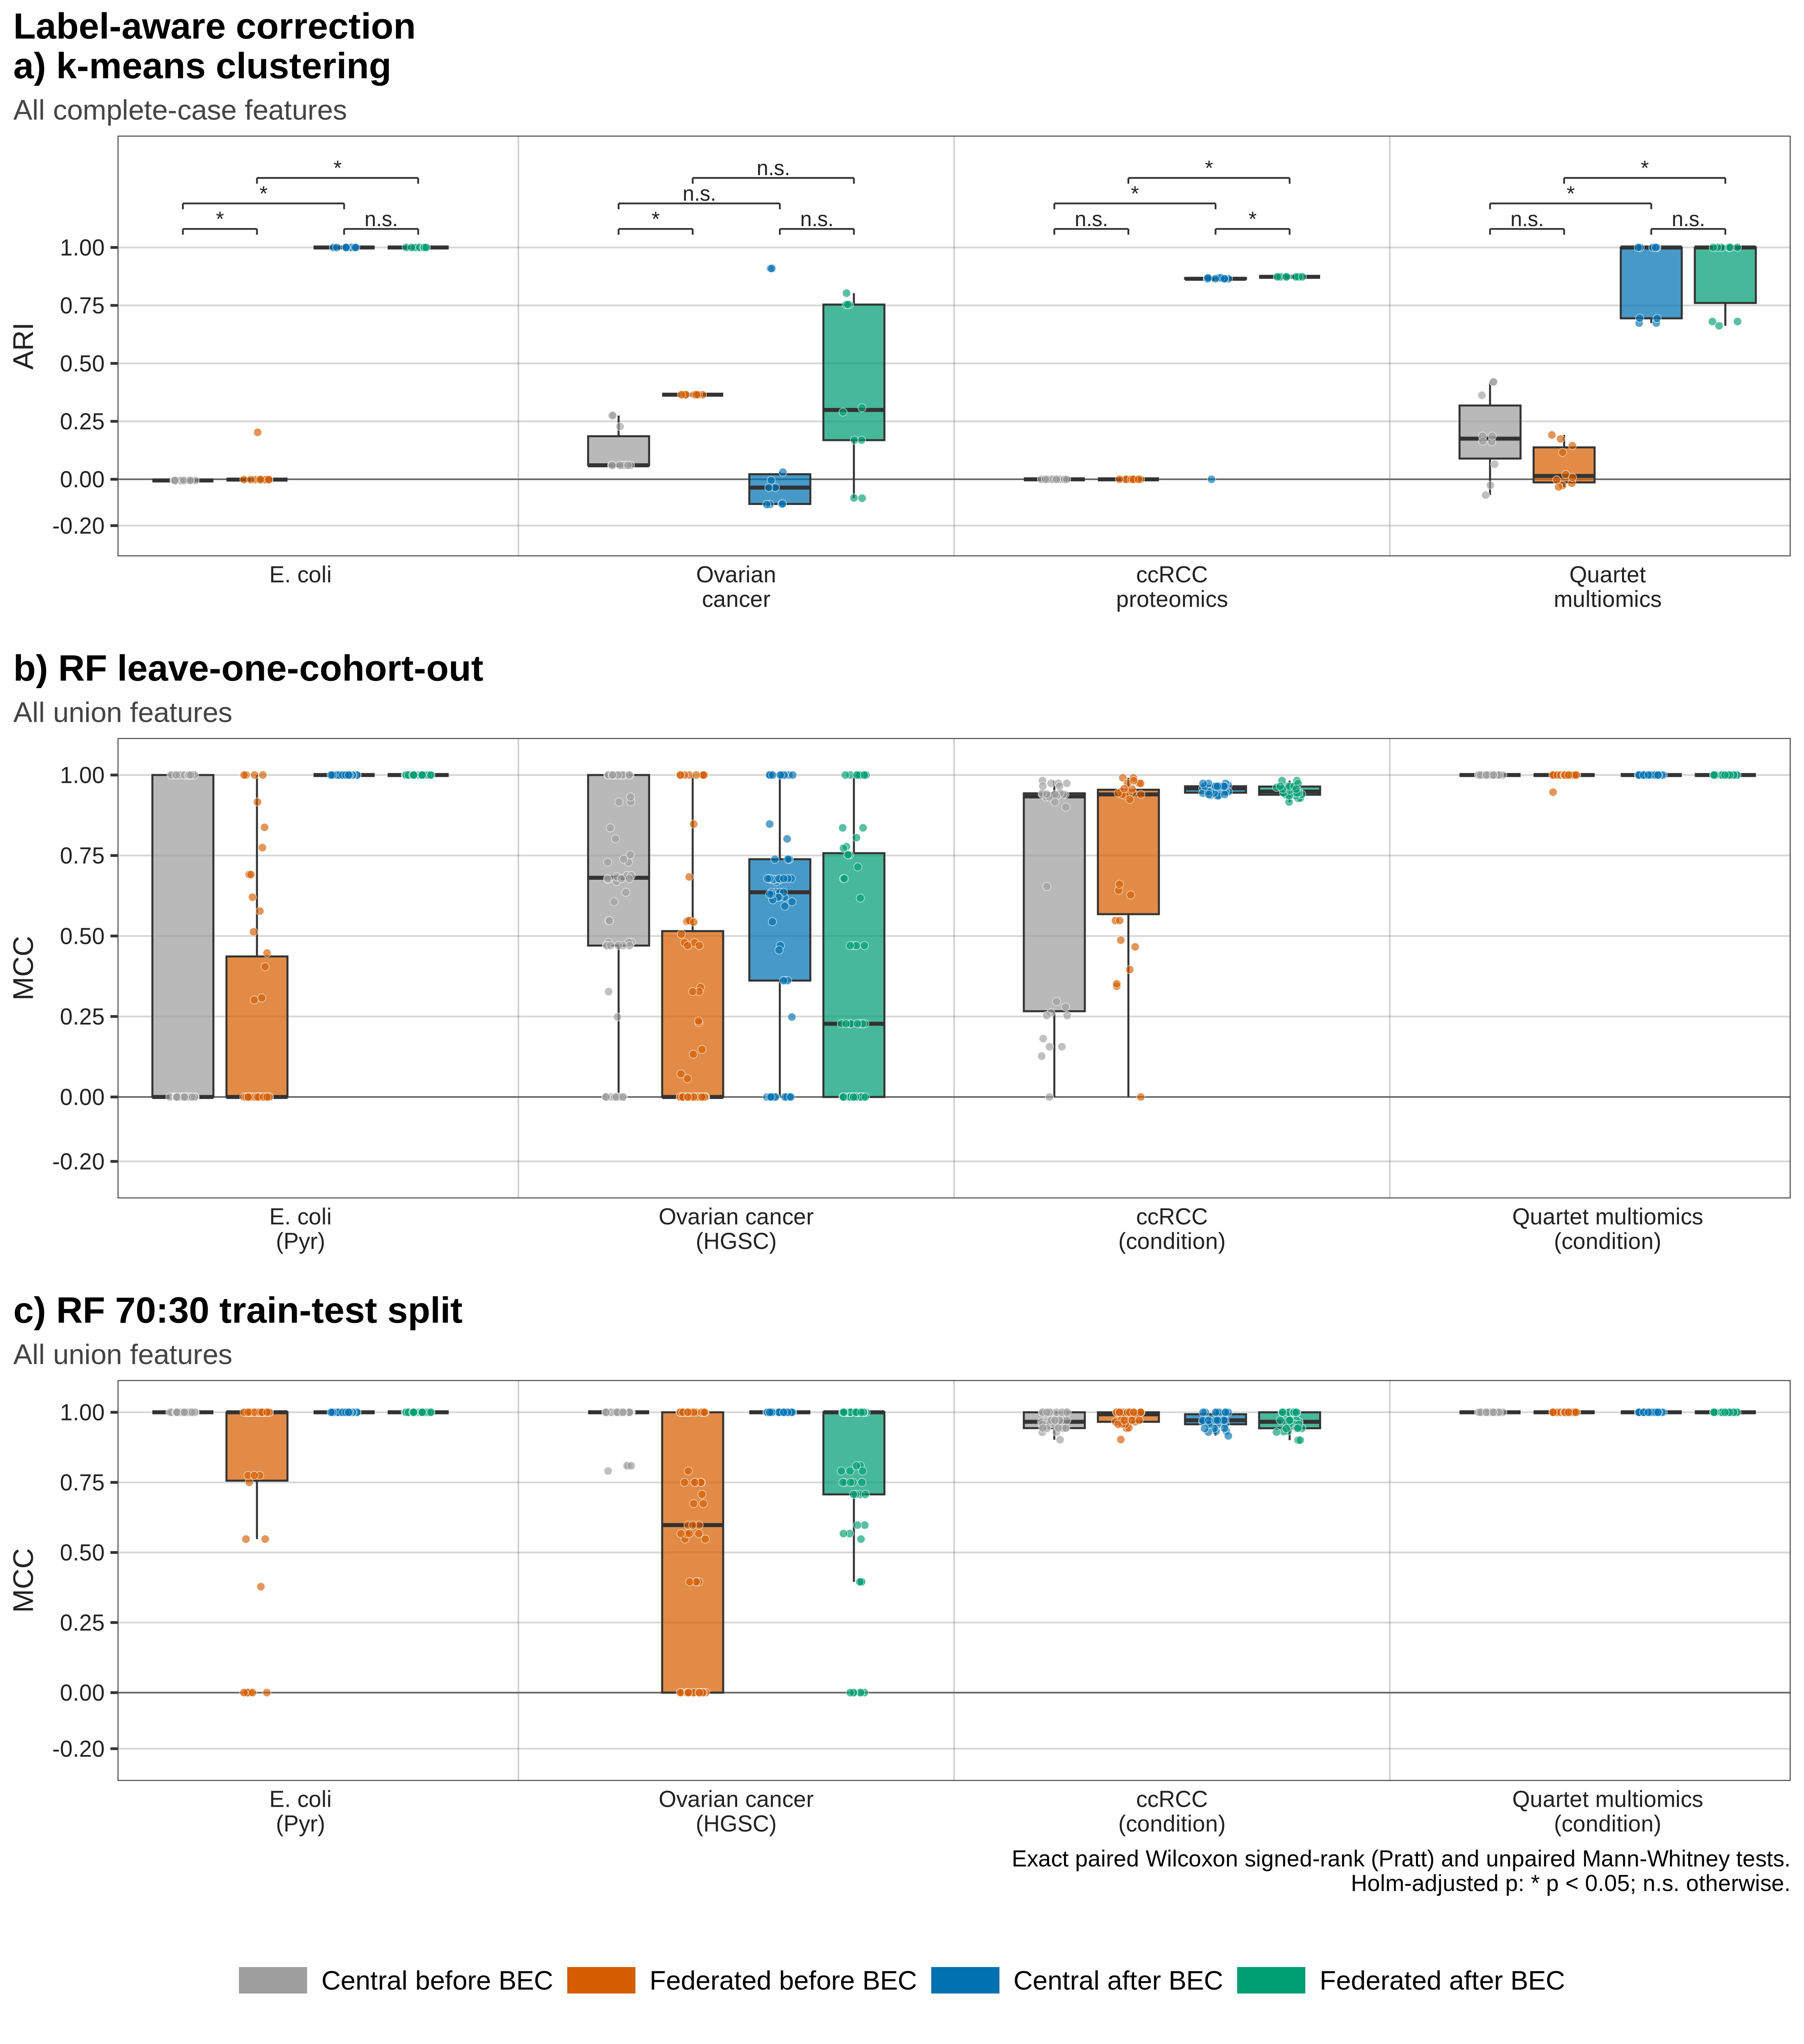 Label-aware correction
a) k-means clustering
All complete-case features
* n.s. * *
* n.s. * *
* n.s. * n.s. n.s. * n.s. n.s.
1.00
0.75
0.50
0.25
0.00
-0.20
ARI
E. coli
Ovarian
cancer
ccRCC
proteomics
Quartet
multiomics
b) RF leave-one-cohort-out
All union features
1.00
0.75
0.50
0.25
0.00
-0.20
MCC
E. coli
(Pyr)
Ovarian cancer
(HGSC)
ccRCC
(condition)
Quartet multiomics
(condition)
c) RF 70:30 train-test split
All union features
1.00
0.75
0.50
0.25
0.00
-0.20
MCC
E. coli
(Pyr)
Ovarian cancer
(HGSC)
ccRCC
(condition)
Quartet multiomics
(condition)
Exact paired Wilcoxon signed-rank (Pratt) and unpaired Mann-Whitney tests.
Holm-adjusted p: * p < 0.05; n.s. otherwise.
Central before BEC Federated before BEC Central after BEC Federated after BEC